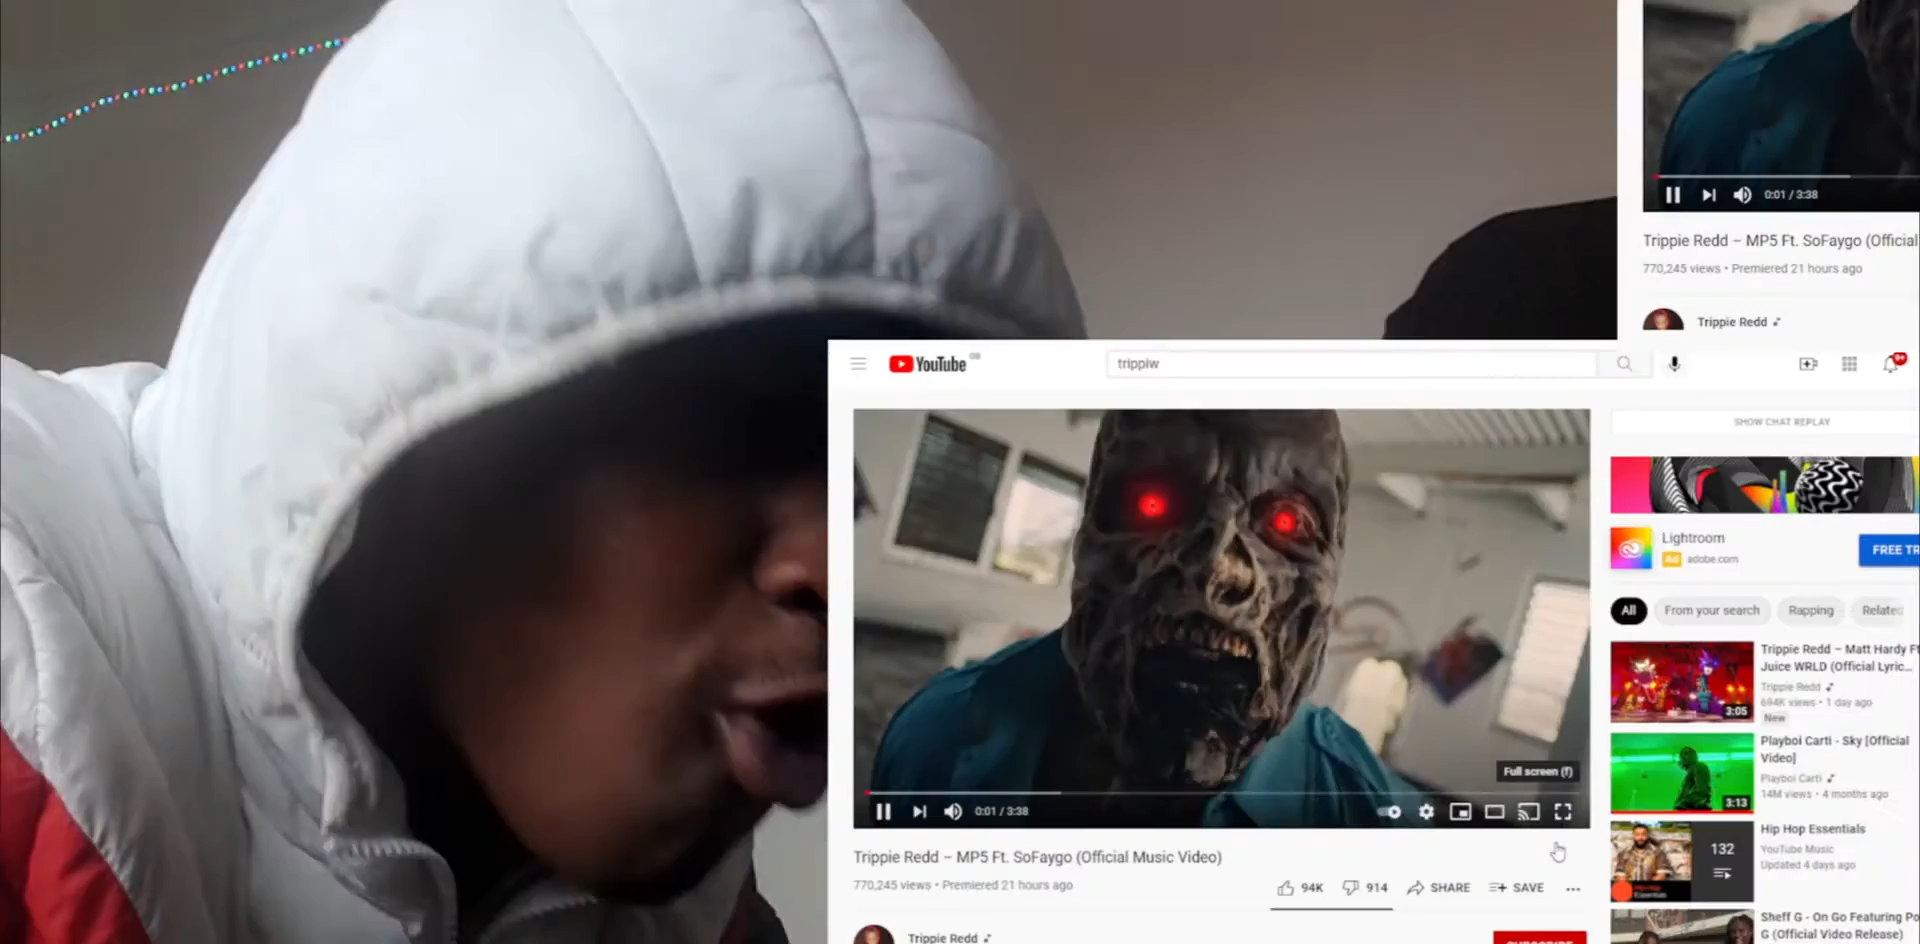 0:01 / 3:38
Trippie Redd – MP5 Ft. SoFaygo (Official
770,245 views • Premiered 21 hours ago
Trippie Redd
YouTube GB
trippiw
9+
SHOW CHAT REPLAY
Lightroom
Ad adobe.com
FREE TR
All From your search Rapping Related
Full screen (f)
0:01 / 3:38
Trippie Redd – MP5 Ft. SoFaygo (Official Music Video)
770,245 views • Premiered 21 hours ago
94K 914 SHARE SAVE
Trippie Redd
SUBSCRIBE
Trippie Redd – Matt Hardy Ft
Juice WRLD (Official Lyric...
Trippie Redd
694K views • 1 day ago
New
3:05
Playboi Carti - Sky [Official
Video]
Playboi Carti
14M views • 4 months ago
3:13
Hip Hop Essentials
YouTube Music
Updated 4 days ago
132
Sheff G - On Go Featuring Po
G (Official Video Release)